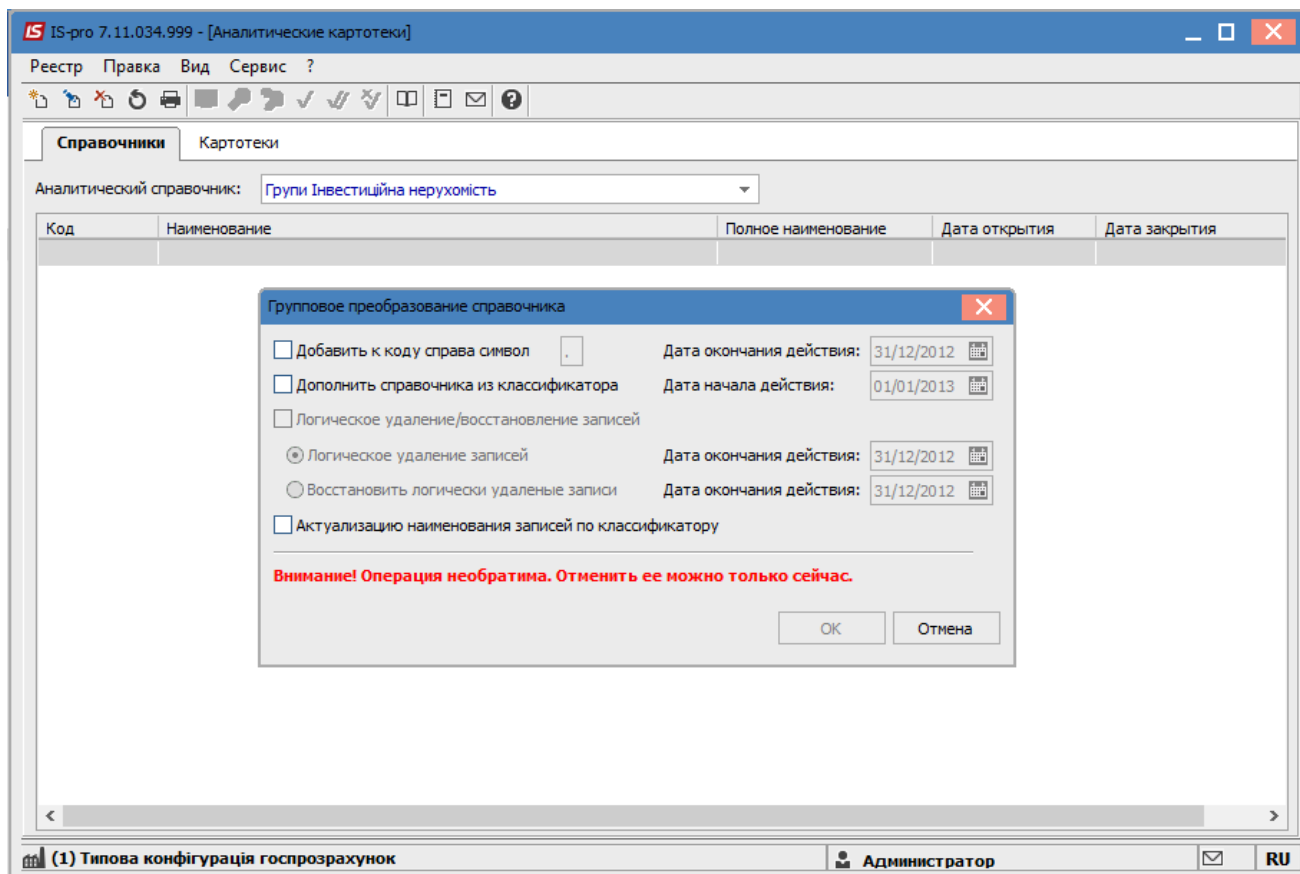 IS IS-pro 7.11.034.999 - [Аналитические картотеки]
Реестр Правка Вид Сервис ?
Справочники Картотеки
Аналитический справочник: Групи Інвестиційна нерухомість
Код Наименование Полное наименование Дата открытия Дата закрытия
Групповое преобразование справочника
Добавить к коду справа символ . Дата окончания действия: 31/12/2012
Дополнить справочника из классификатора Дата начала действия: 01/01/2013
Логическое удаление/восстановление записей
Логическое удаление записей Дата окончания действия: 31/12/2012
Восстановить логически удаленые записи Дата окончания действия: 31/12/2012
Актуализацию наименования записей по классификатору
Внимание! Операция необратима. Отменить ее можно только сейчас.
OK Отмена
(1) Типова конфігурація госпрозрахунок Администратор RU